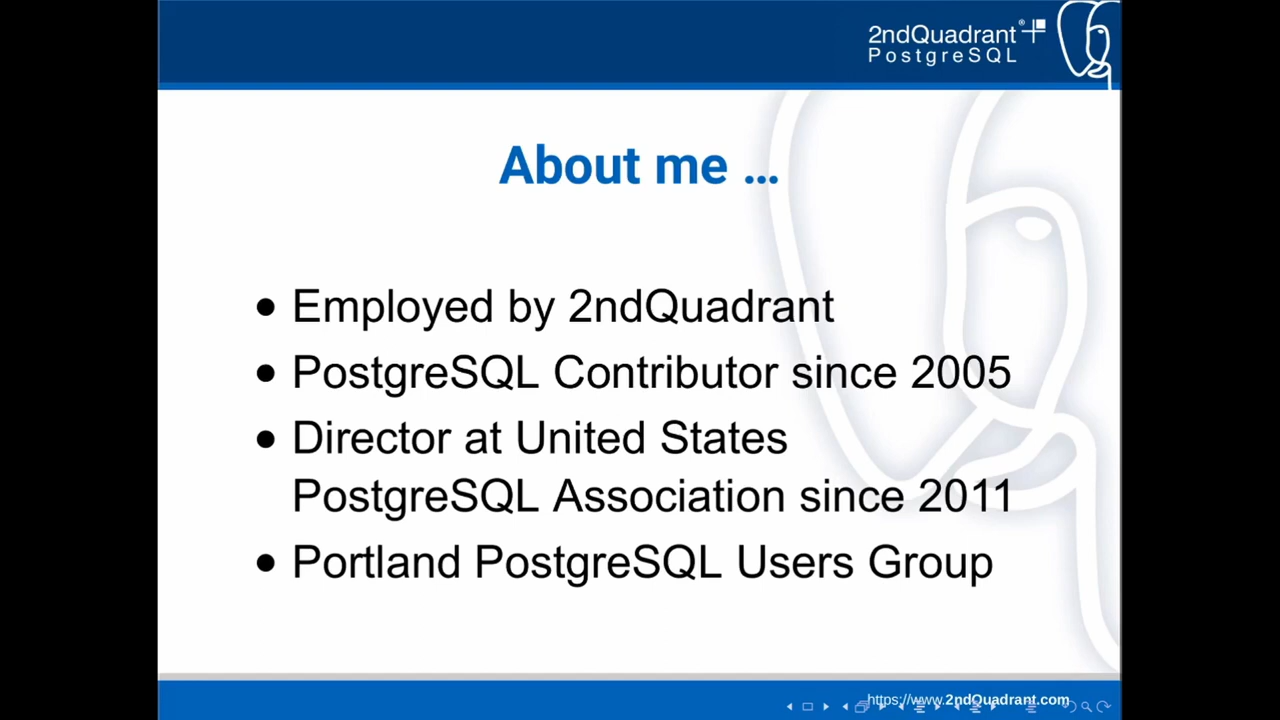 2ndQuadrant®
PostgreSQL
About me ...
• Employed by 2ndQuadrant
• PostgreSQL Contributor since 2005
• Director at United States
PostgreSQL Association since 2011
• Portland PostgreSQL Users Group
https://www.2ndQuadrant.com